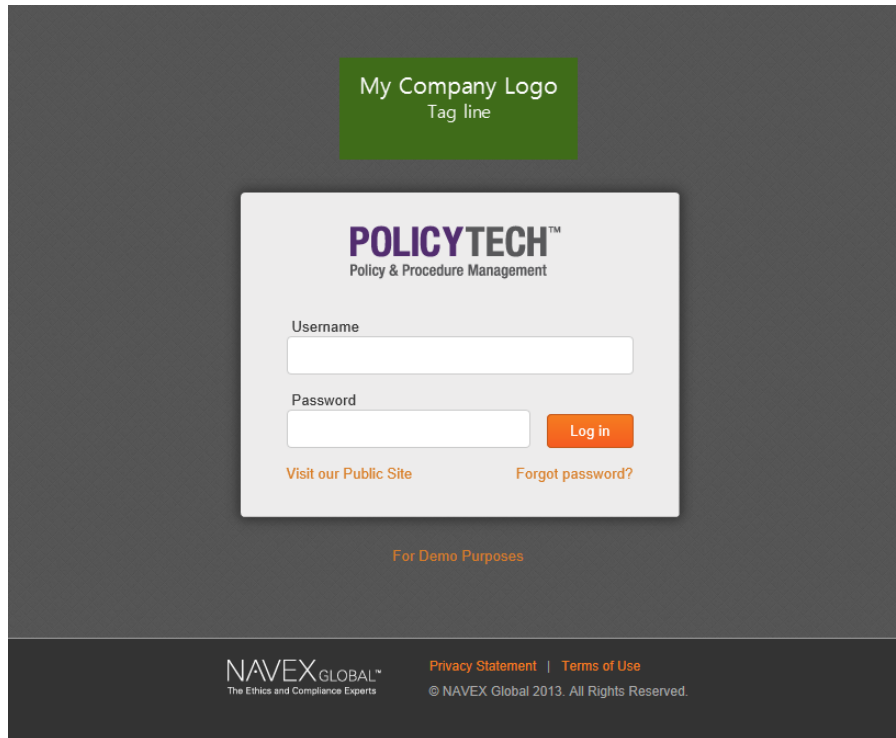 My Company Logo
Tag line
POLICYTECH™
Policy & Procedure Management
Username
Password
Log in
Visit our Public Site
Forgot password?
For Demo Purposes
NAVEX GLOBAL™
The Ethics and Compliance Experts
Privacy Statement | Terms of Use
© NAVEX Global 2013. All Rights Reserved.